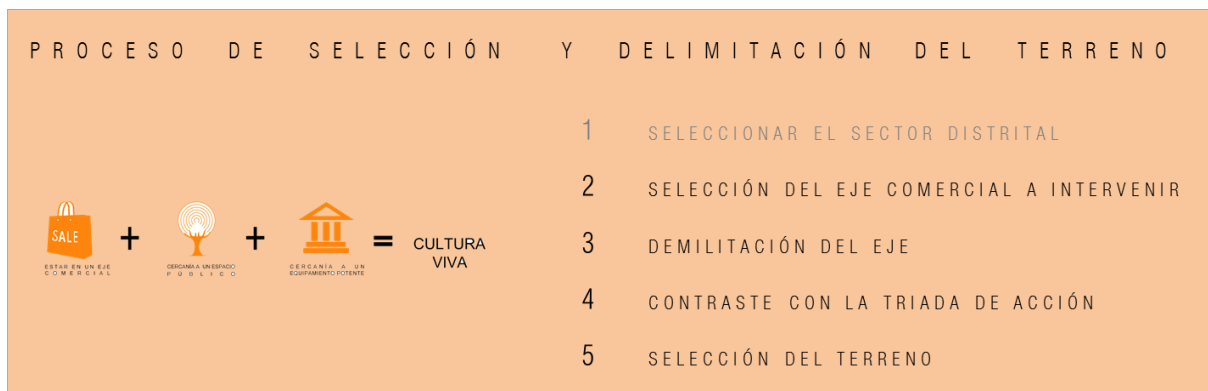 PROCESO DE SELECCIÓN Y DELIMITACIÓN DEL TERRENO
SALE
+ + = CULTURA
VIVA
ESTAR EN UN EJE
COMERCIAL
CERCANÍA A UN ESPACIO
PÚBLICO
CERCANÍA A UN
EQUIPAMIENTO POTENTE
1 SELECCIONAR EL SECTOR DISTRITAL
2 SELECCIÓN DEL EJE COMERCIAL A INTERVENIR
3 DEMILITACIÓN DEL EJE
4 CONTRASTE CON LA TRIADA DE ACCIÓN
5 SELECCIÓN DEL TERRENO